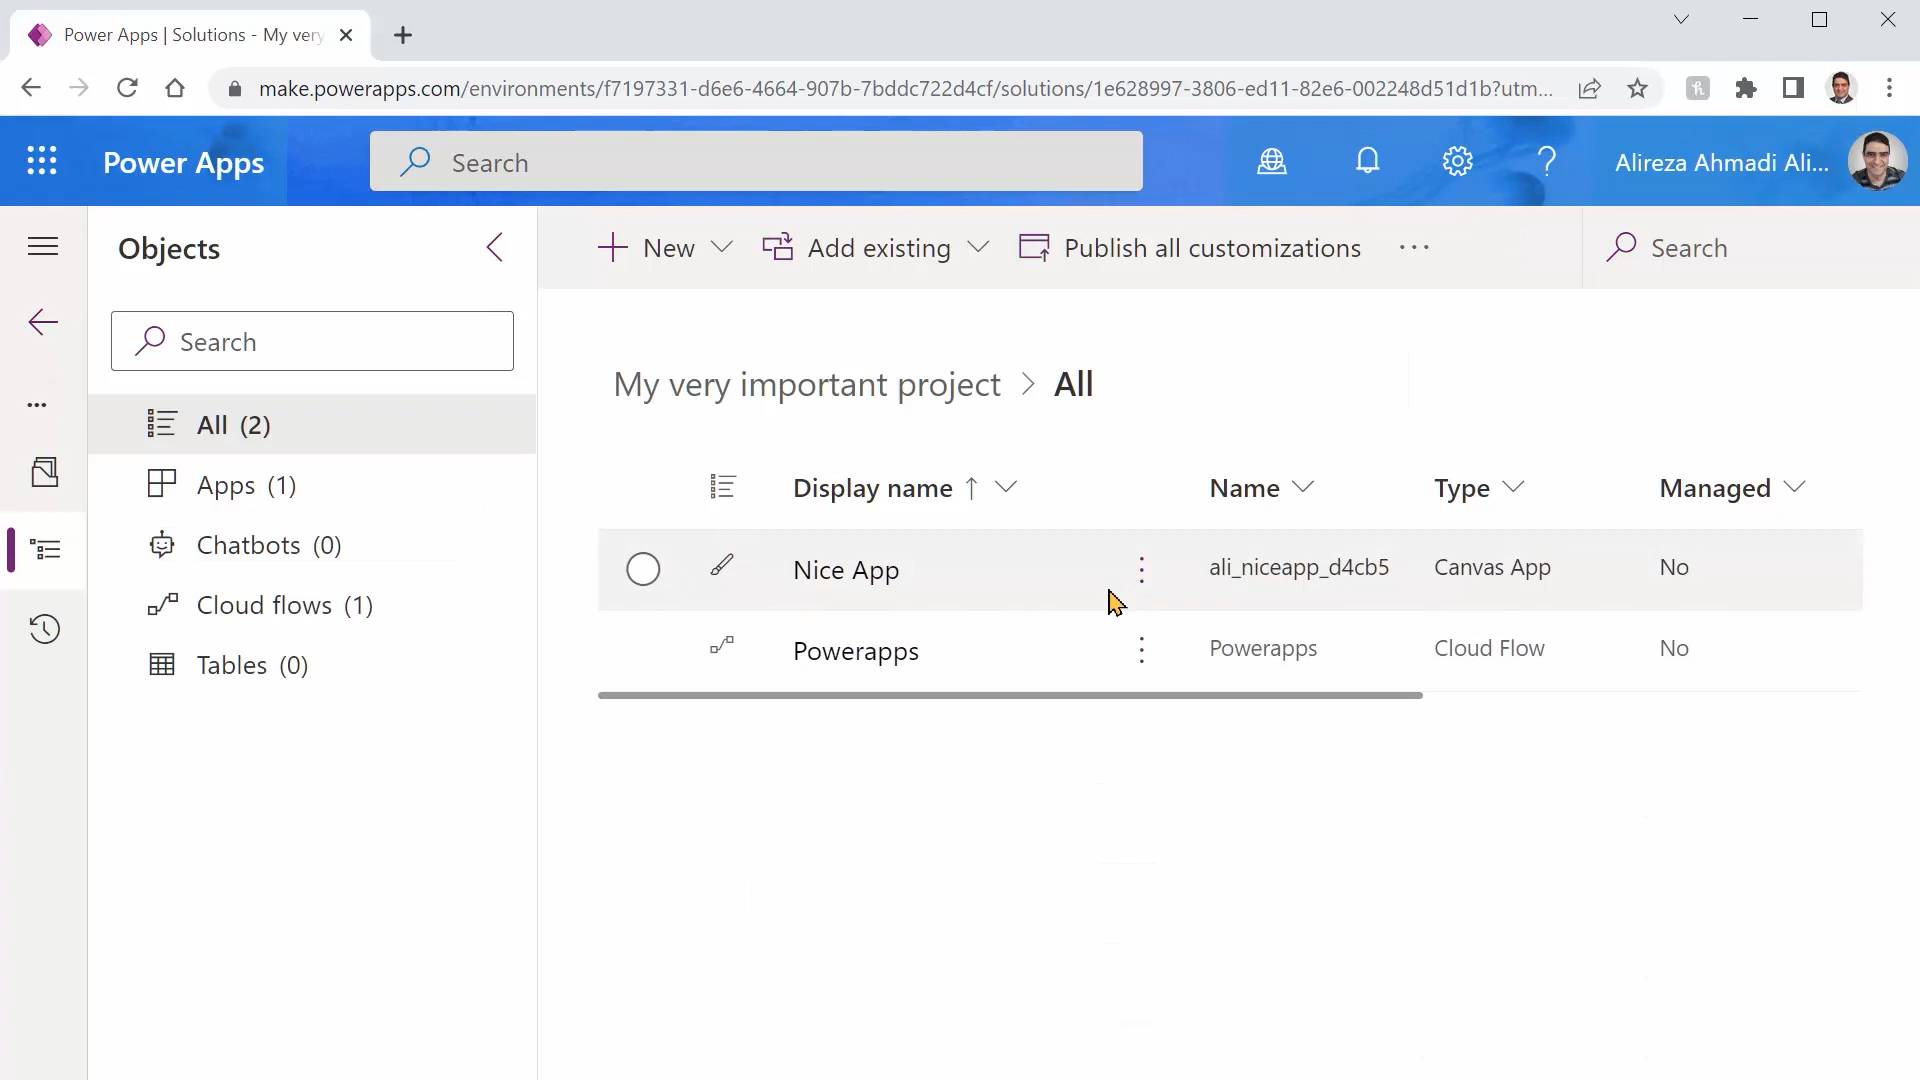 Power Apps | Solutions - My very
make.powerapps.com/environments/f7197331-d6e6-4664-907b-7bddc722d4cf/solutions/1e628997-3806-ed11-82e6-002248d51d1b?utm...
Power Apps
Search
Alireza Ahmadi Ali...
Objects
New
Add existing
Publish all customizations
Search
Search
My very important project > All
All (2)
Apps (1)
Chatbots (0)
Cloud flows (1)
Tables (0)
Display name ↑ Name Type Managed
Nice App ali_niceapp_d4cb5 Canvas App No
Powerapps Powerapps Cloud Flow No